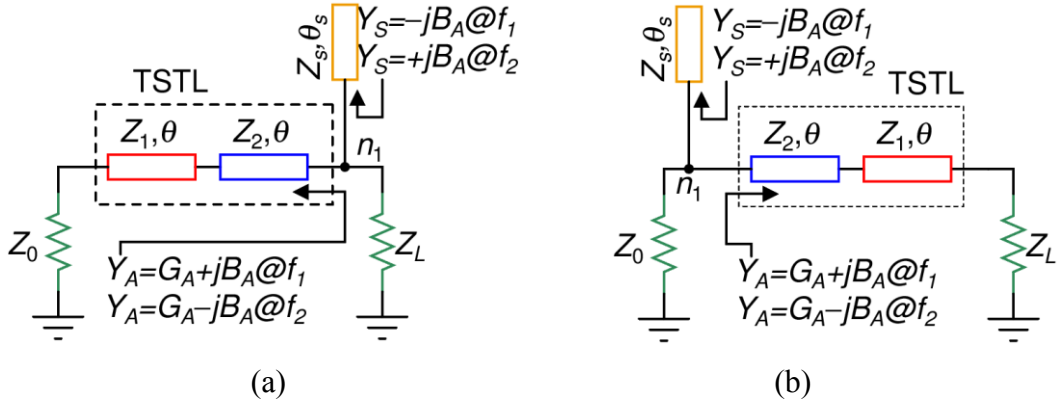 Z_s,θ_s
Y_S=–jB_A@f_1
Y_S=+jB_A@f_2
TSTL
Z_1,θ
Z_2,θ
n_1
Z_0
Z_L
Y_A=G_A+jB_A@f_1
Y_A=G_A–jB_A@f_2
(a)
Z_s,θ_s
Y_S=–jB_A@f_1
Y_S=+jB_A@f_2
TSTL
Z_2,θ
Z_1,θ
n_1
Z_0
Z_L
Y_A=G_A+jB_A@f_1
Y_A=G_A–jB_A@f_2
(b)